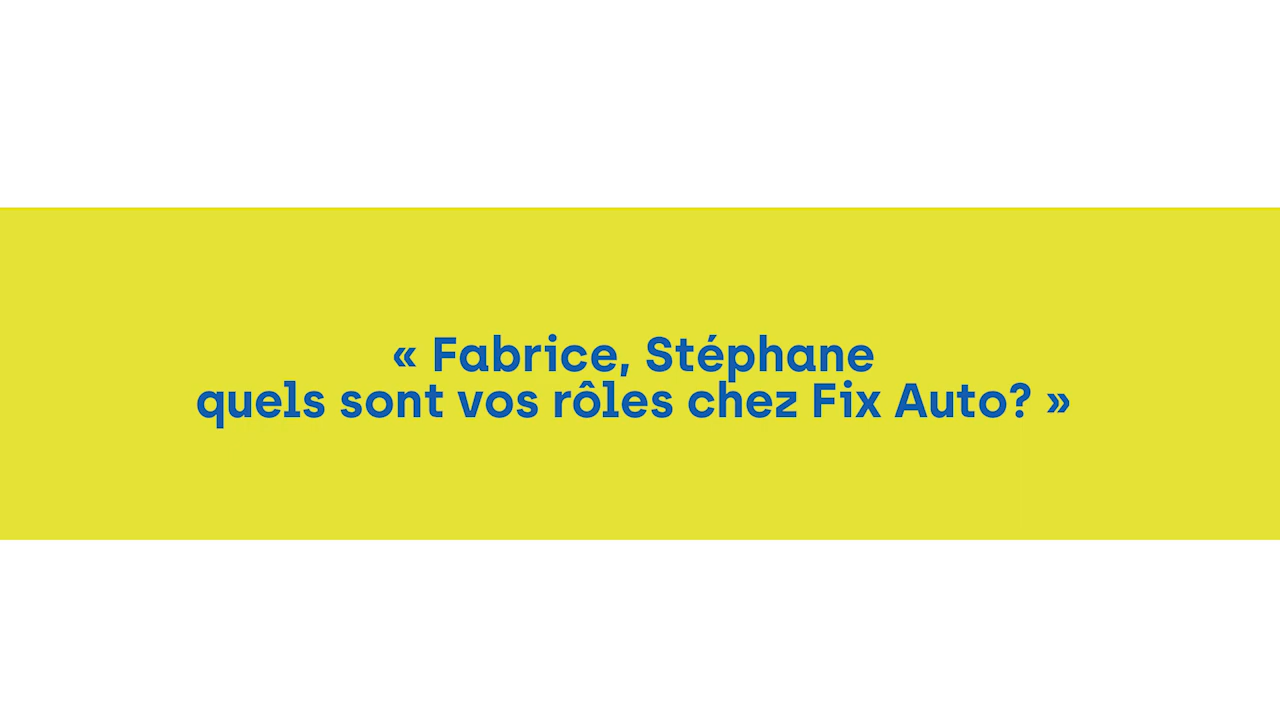 « Fabrice, Stéphane
quels sont vos rôles chez Fix Auto? »